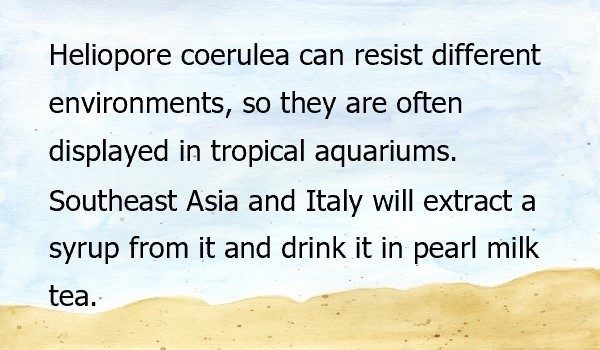 Heliopore coerulea can resist different
environments, so they are often
displayed in tropical aquariums.
Southeast Asia and Italy will extract a
syrup from it and drink it in pearl milk
tea.